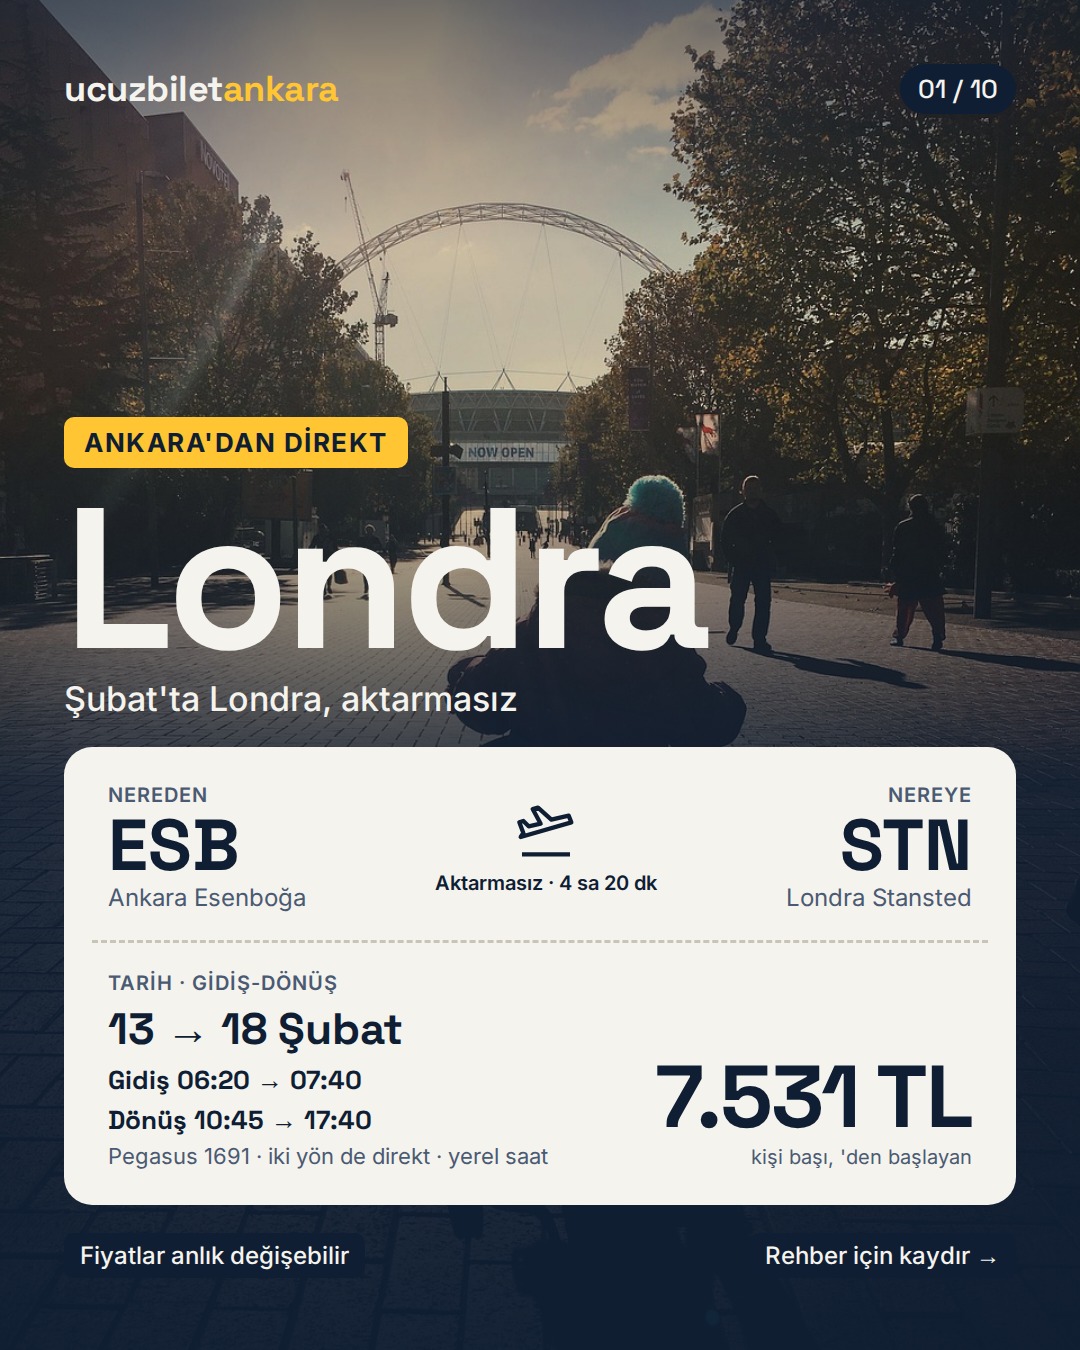 ucuzbiletankara
01 / 10
NOVOTEL
NOW OPEN
ANKARA'DAN DİREKT
Londra
Şubat'ta Londra, aktarmasız
NEREDEN
NEREYE
ESB
STN
Aktarmasız · 4 sa 20 dk
Ankara Esenboğa
Londra Stansted
TARİH · GİDİŞ-DÖNÜŞ
13 → 18 Şubat
Gidiş 06:20 → 07:40
Dönüş 10:45 → 17:40
7.531 TL
Pegasus 1691 · iki yön de direkt · yerel saat
kişi başı, 'den başlayan
Fiyatlar anlık değişebilir
Rehber için kaydır →